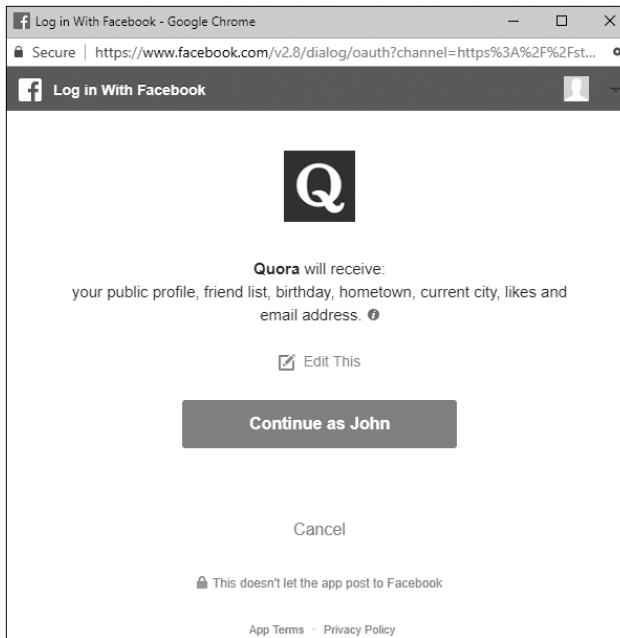 Log in With Facebook - Google Chrome
Secure | https://www.facebook.com/v2.8/dialog/oauth?channel=https%3A%2F%2Fst...
Log in With Facebook
Q
Quora will receive:
your public profile, friend list, birthday, hometown, current city, likes and
email address.
Edit This
Continue as John
Cancel
This doesn't let the app post to Facebook
App Terms · Privacy Policy